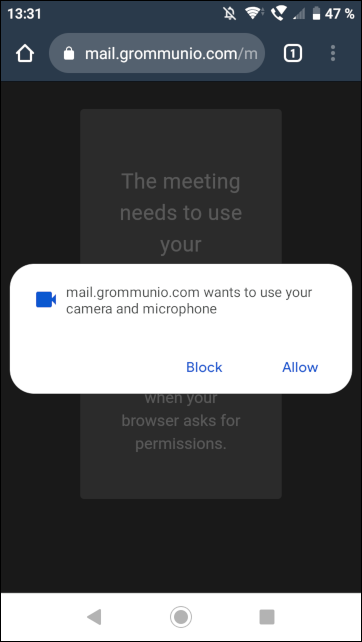 13:31
47 %
mail.grommunio.com/m
1
The meeting
needs to use
your
mail.grommunio.com wants to use your
camera and microphone
Block
Allow
when your
browser asks for
permissions.